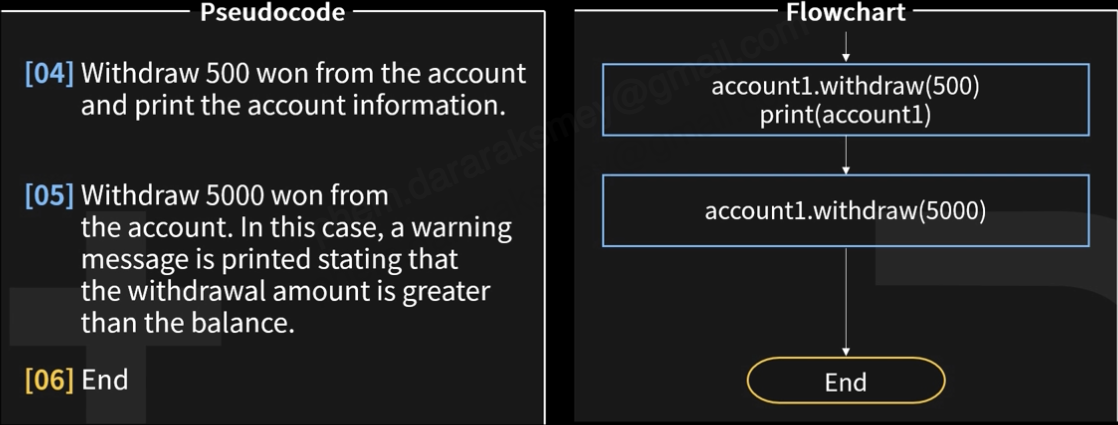 Pseudocode
[04] Withdraw 500 won from the account
and print the account information.
[05] Withdraw 5000 won from
the account. In this case, a warning
message is printed stating that
the withdrawal amount is greater
than the balance.
[06] End
Flowchart
account1.withdraw(500)
print(account1)
account1.withdraw(5000)
End